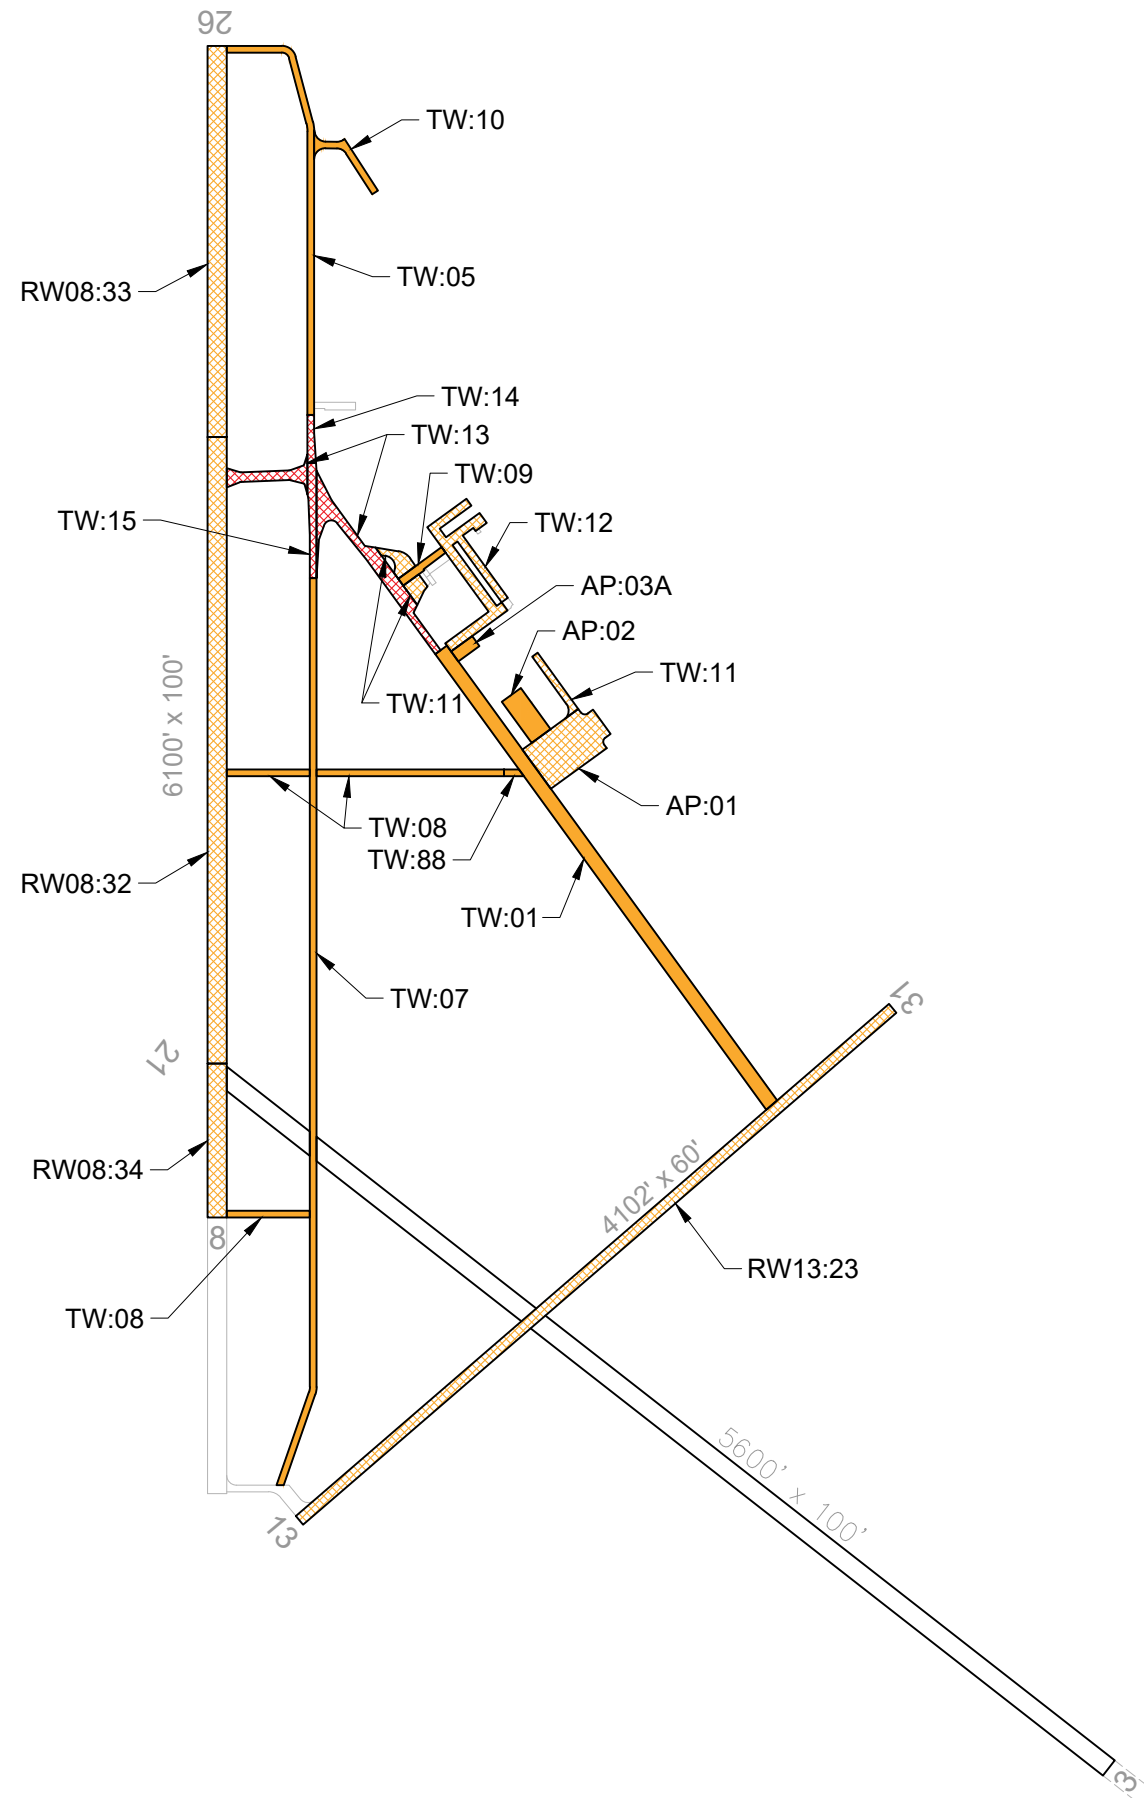 26
TW:10
RW08:33
TW:05
TW:14
TW:13
TW:09
TW:15
TW:12
AP:03A
AP:02
TW:11
TW:11
6100' x 100'
AP:01
TW:08
TW:88
RW08:32
TW:01
TW:07
31
21
RW08:34
4102' x 60'
8
RW13:23
TW:08
5600' x 100'
13
3